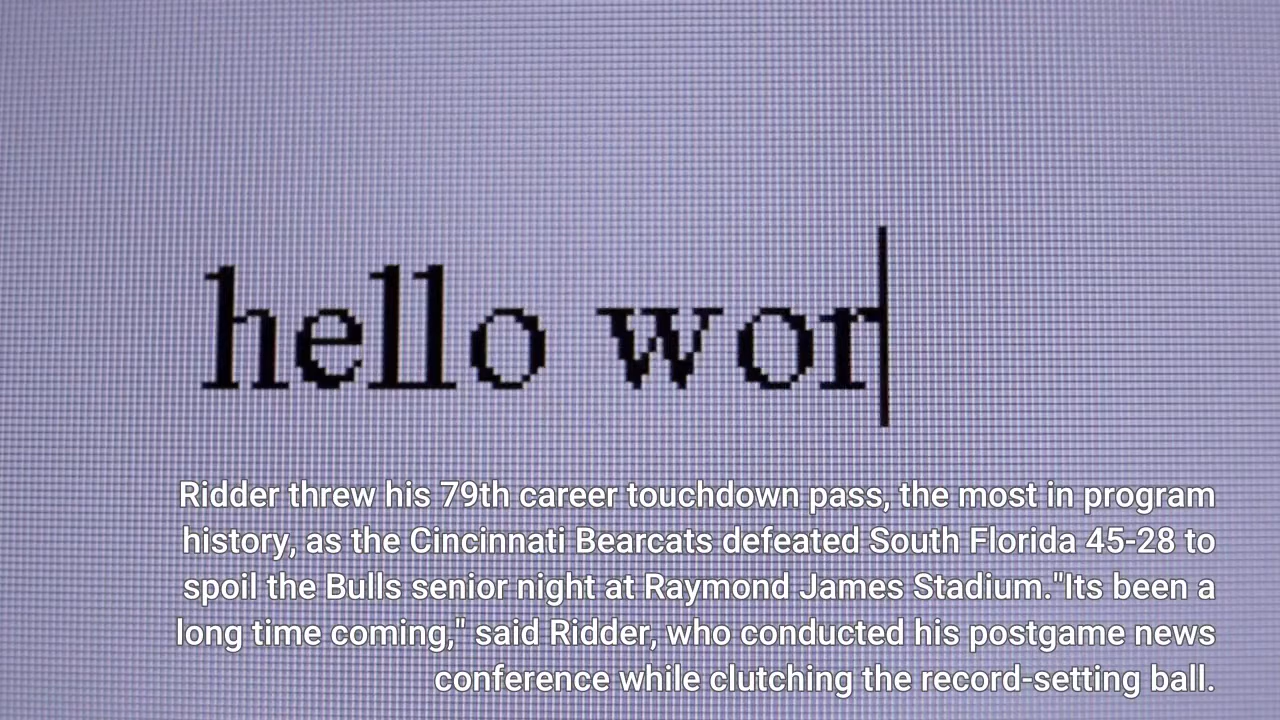 hello wor
Ridder threw his 79th career touchdown pass, the most in program
history, as the Cincinnati Bearcats defeated South Florida 45-28 to
spoil the Bulls senior night at Raymond James Stadium."Its been a
long time coming," said Ridder, who conducted his postgame news
conference while clutching the record-setting ball.